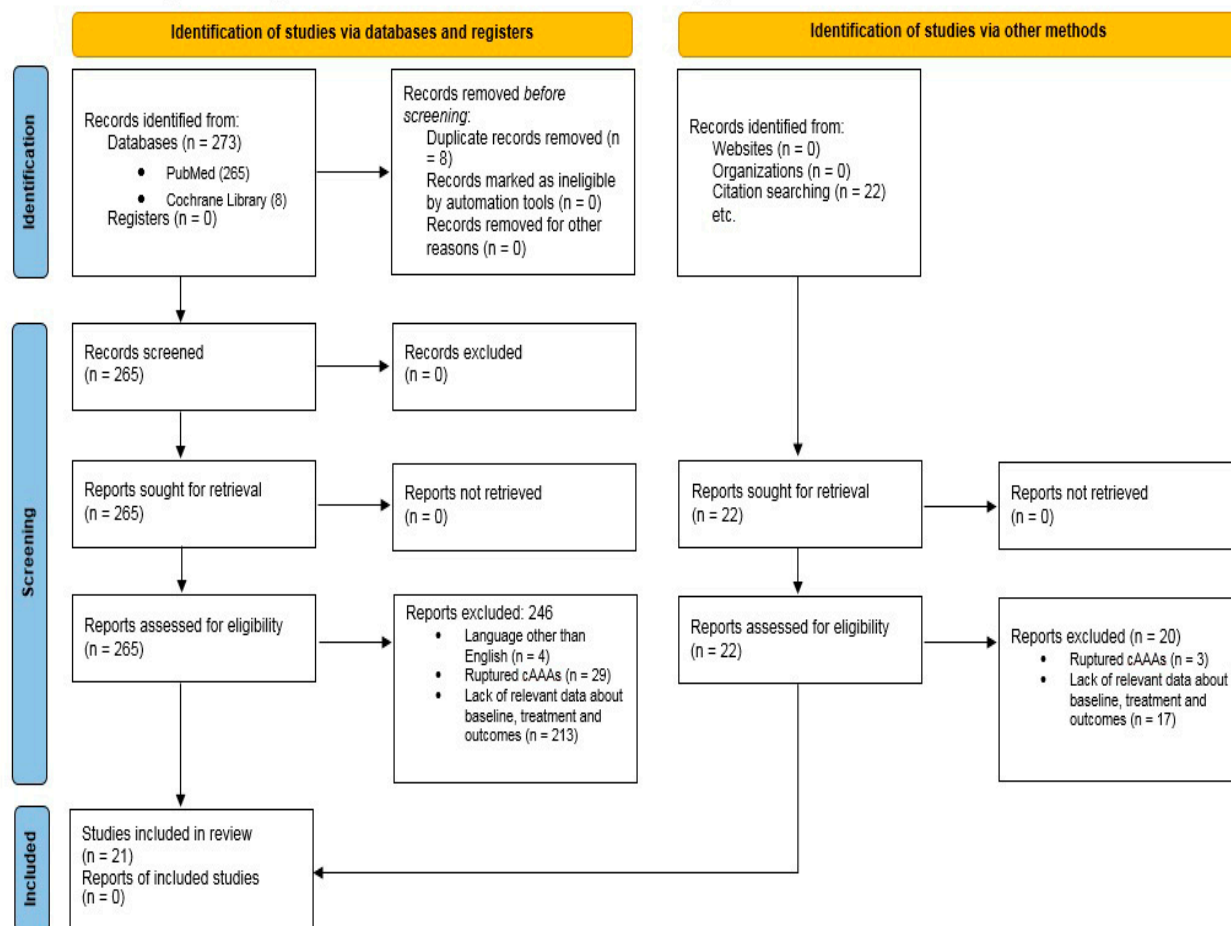 Identification of studies via databases and registers
Identification of studies via other methods
Identification
Records identified from:
Databases (n = 273)
• PubMed (265)
• Cochrane Library (8)
Registers (n = 0)
Records removed before
screening:
Duplicate records removed (n
= 8)
Records marked as ineligible
by automation tools (n = 0)
Records removed for other
reasons (n = 0)
Records identified from:
Websites (n = 0)
Organizations (n = 0)
Citation searching (n = 22)
etc.
Screening
Records screened
(n = 265)
Records excluded
(n = 0)
Reports sought for retrieval
(n = 265)
Reports not retrieved
(n = 0)
Reports sought for retrieval
(n = 22)
Reports not retrieved
(n = 0)
Reports assessed for eligibility
(n = 265)
Reports excluded: 246
• Language other than
English (n = 4)
• Ruptured cAAAs (n = 29)
• Lack of relevant data about
baseline, treatment and
outcomes (n = 213)
Reports assessed for eligibility
(n = 22)
Reports excluded (n = 20)
• Ruptured cAAAs (n = 3)
• Lack of relevant data about
baseline, treatment and
outcomes (n = 17)
Included
Studies included in review
(n = 21)
Reports of included studies
(n = 0)